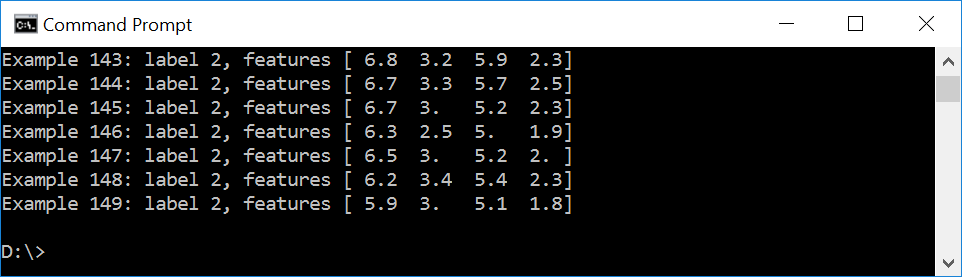 Command Prompt
Example 143: label 2, features [ 6.8  3.2  5.9  2.3]
Example 144: label 2, features [ 6.7  3.3  5.7  2.5]
Example 145: label 2, features [ 6.7  3.   5.2  2.3]
Example 146: label 2, features [ 6.3  2.5  5.   1.9]
Example 147: label 2, features [ 6.5  3.   5.2  2. ]
Example 148: label 2, features [ 6.2  3.4  5.4  2.3]
Example 149: label 2, features [ 5.9  3.   5.1  1.8]
D:\>